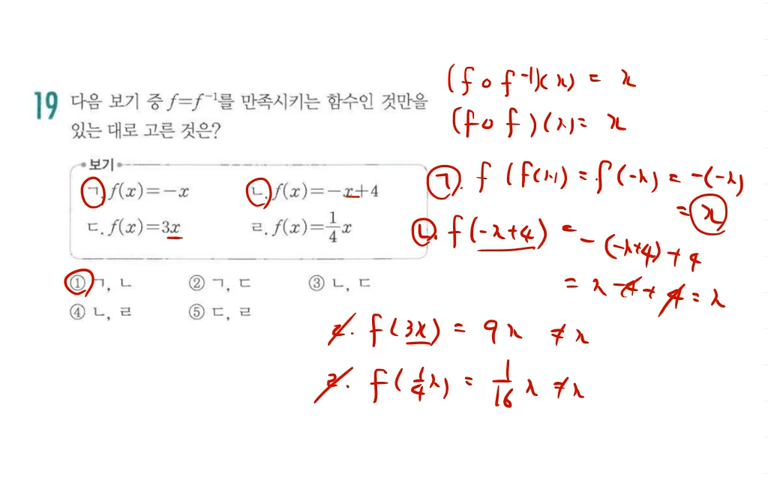 19 다음 보기 중 f=f⁻¹를 만족시키는 함수인 것만을
있는 대로 고른 것은?
보기
ㄱ. f(x)=-x ㄴ. f(x)=-x+4
ㄷ. f(x)=3x ㄹ. f(x)=1/4x
① ㄱ, ㄴ ② ㄱ, ㄷ ③ ㄴ, ㄷ
④ ㄴ, ㄹ ⑤ ㄷ, ㄹ
(f∘f⁻¹)(x) = x
(f∘f)(x) = x
ㄱ. f(f(x)) = f(-x) = -(-x)
= x
ㄴ. f(-x+4) = -(-x+4)+4
= x-4+4 = x
ㄷ. f(3x) = 9x ≠ x
ㄹ. f(1/4x) = 1/16x ≠ x